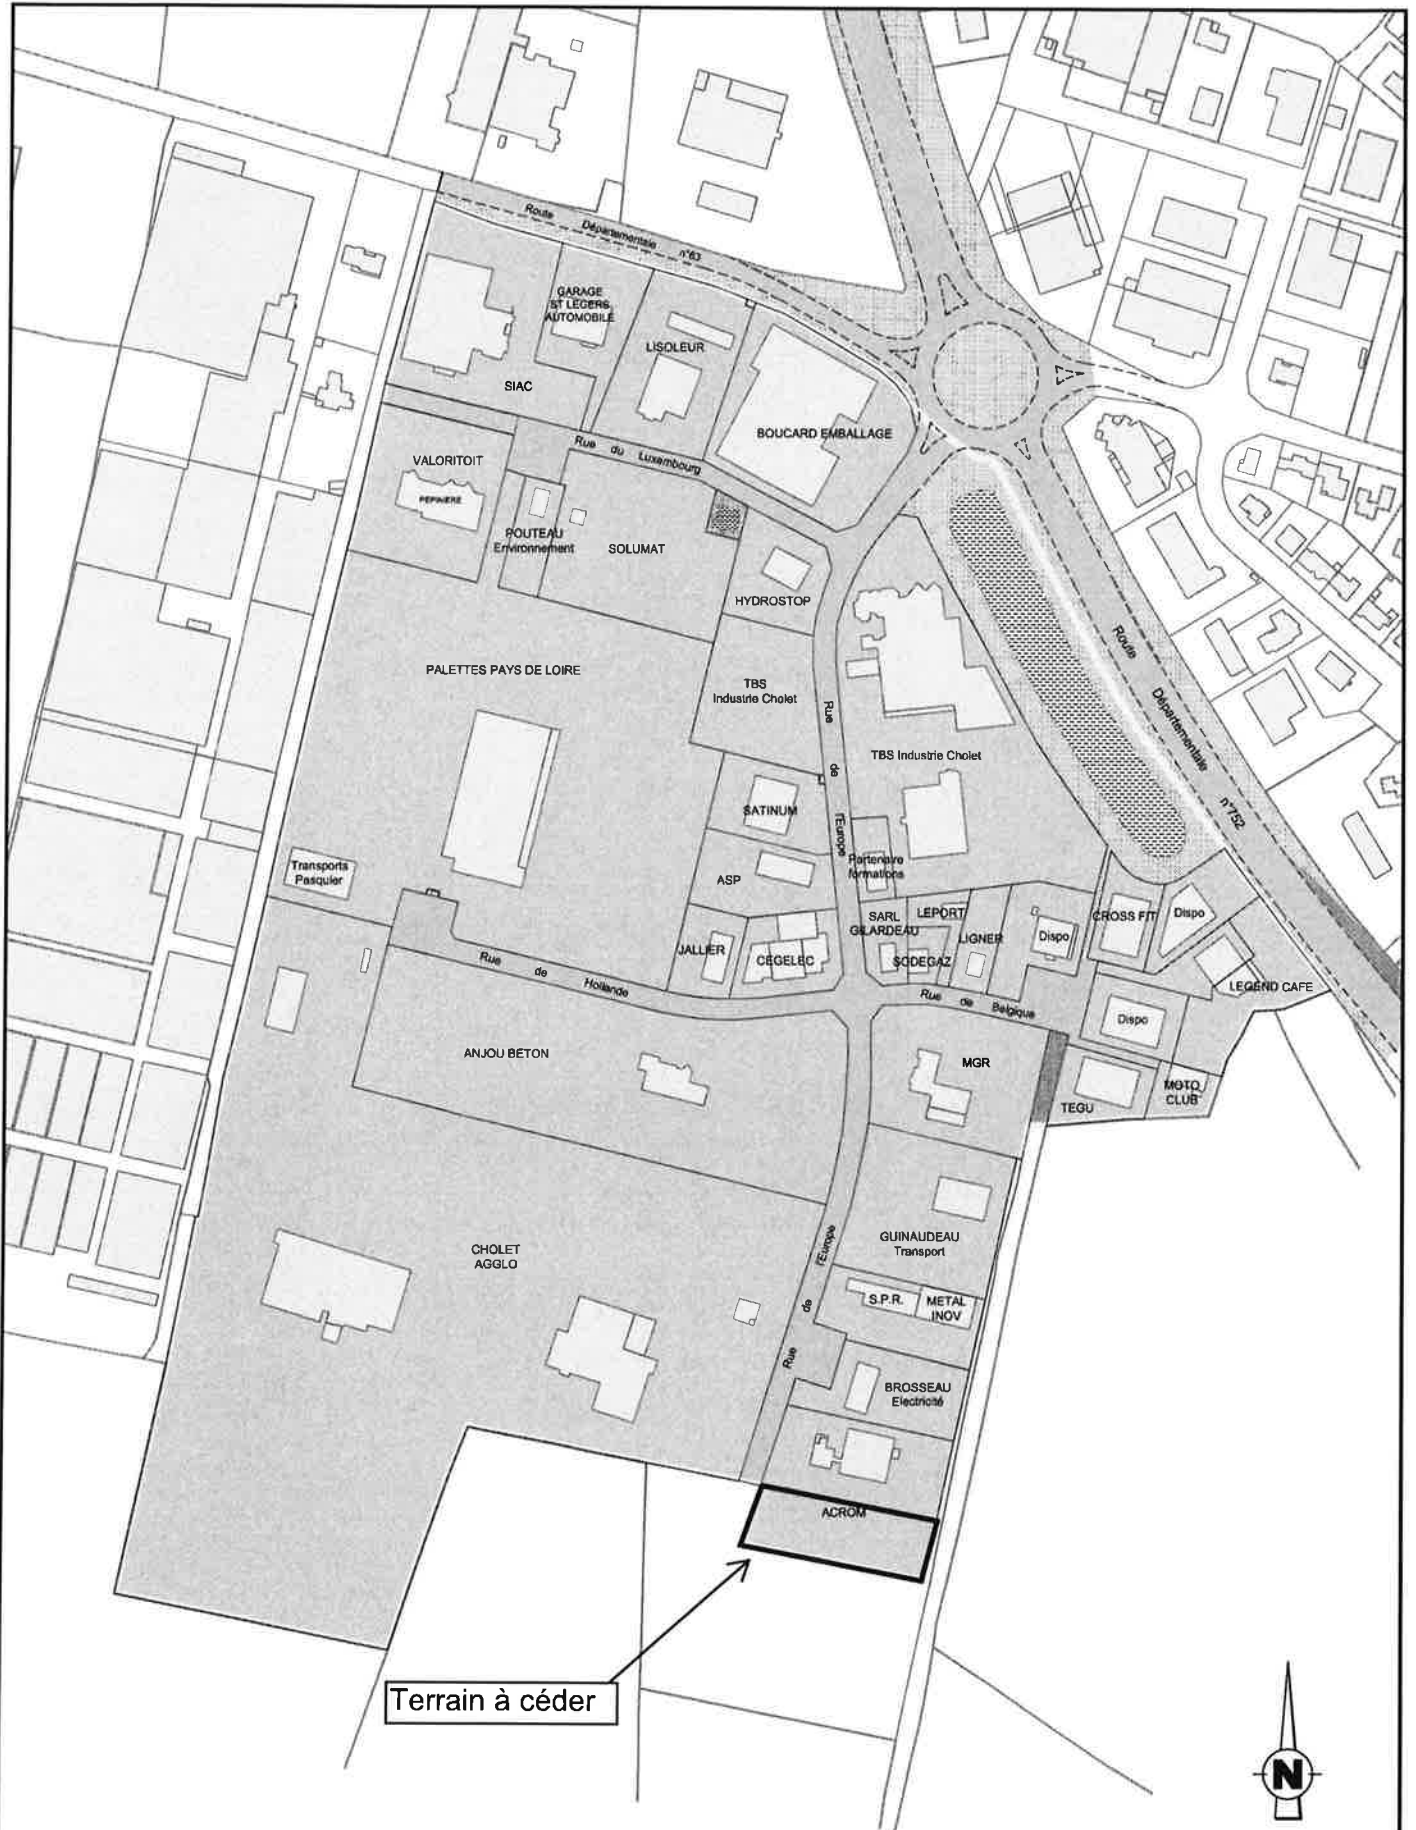 Route Départementale n°63
GARAGE
ST LEGERS
AUTOMOBILE
LISOLEUR
SIAC
BOUCARD EMBALLAGE
Rue du Luxembourg
VALORITOIT
PEPINIERE
POUTEAU
Environnement
SOLUMAT
HYDROSTOP
Route Départementale n°752
PALETTES PAYS DE LOIRE
TBS
Industrie Cholet
Rue de l'Europe
TBS Industrie Cholet
SATINUM
Transports
Pasquier
ASP
Partenaire
formations
SARL
GILARDEAU
LEPORT
CROSS FIT
Dispo
JALLIER
CEGELEC
SODEGAZ
LIGNER
Dispo
Rue de Hollande
Rue de Belgique
LEGEND CAFE
Dispo
ANJOU BETON
MGR
TEGU
MOTO
CLUB
GUINAUDEAU
Transport
CHOLET
AGGLO
Rue de l'Europe
S.P.R.
METAL
INOV
BROSSEAU
Electricité
ACROM
Terrain à céder
N